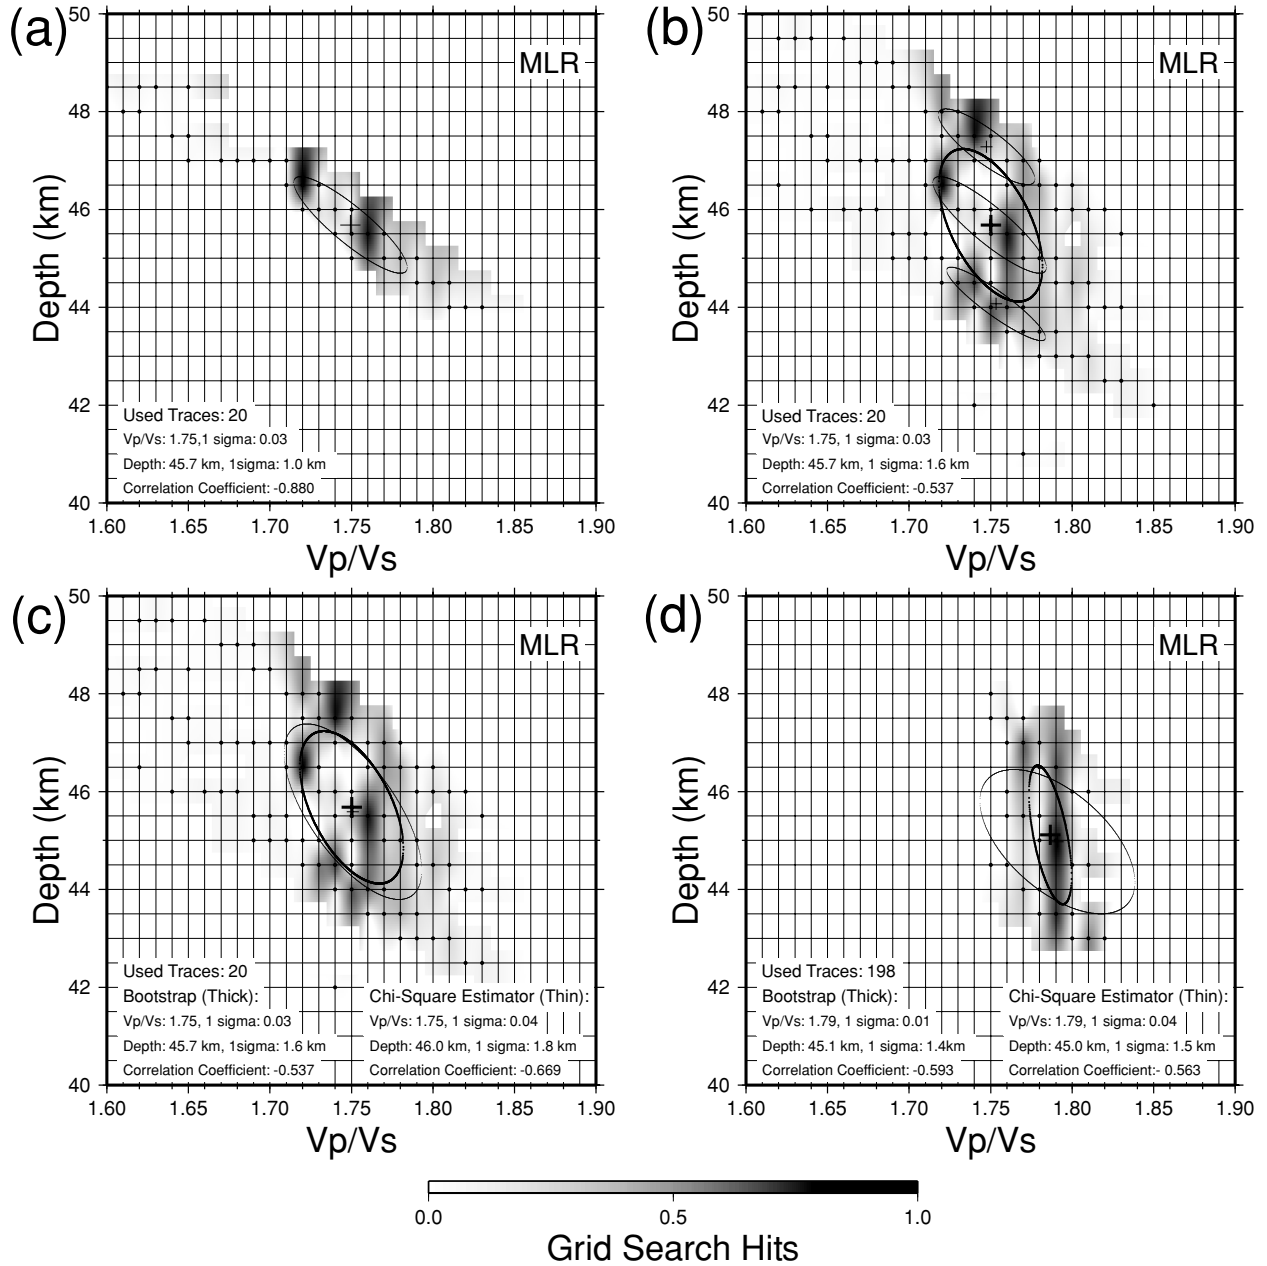 (a)
MLR
50
48
46
44
42
40
Depth (km)
Used Traces: 20
Vp/Vs: 1.75,1 sigma: 0.03
Depth: 45.7 km, 1sigma: 1.0 km
Correlation Coefficient: -0.880
1.60 1.65 1.70 1.75 1.80 1.85 1.90
Vp/Vs
(b)
MLR
50
48
46
44
42
40
Depth (km)
Used Traces: 20
Vp/Vs: 1.75, 1 sigma: 0.03
Depth: 45.7 km, 1 sigma: 1.6 km
Correlation Coefficient: -0.537
1.60 1.65 1.70 1.75 1.80 1.85 1.90
Vp/Vs
(c)
MLR
50
48
46
44
42
40
Depth (km)
Used Traces: 20
Bootstrap (Thick):
Vp/Vs: 1.75, 1 sigma: 0.03
Depth: 45.7 km, 1sigma: 1.6 km
Correlation Coefficient: -0.537
Chi-Square Estimator (Thin):
Vp/Vs: 1.75, 1 sigma: 0.04
Depth: 46.0 km, 1 sigma: 1.8 km
Correlation Coefficient: -0.669
1.60 1.65 1.70 1.75 1.80 1.85 1.90
Vp/Vs
(d)
MLR
50
48
46
44
42
40
Depth (km)
Used Traces: 198
Bootstrap (Thick):
Vp/Vs: 1.79, 1 sigma: 0.01
Depth: 45.1 km, 1 sigma: 1.4km
Correlation Coefficient: -0.593
Chi-Square Estimator (Thin):
Vp/Vs: 1.79, 1 sigma: 0.04
Depth: 45.0 km, 1 sigma: 1.5 km
Correlation Coefficient:- 0.563
1.60 1.65 1.70 1.75 1.80 1.85 1.90
Vp/Vs
0.0 0.5 1.0
Grid Search Hits